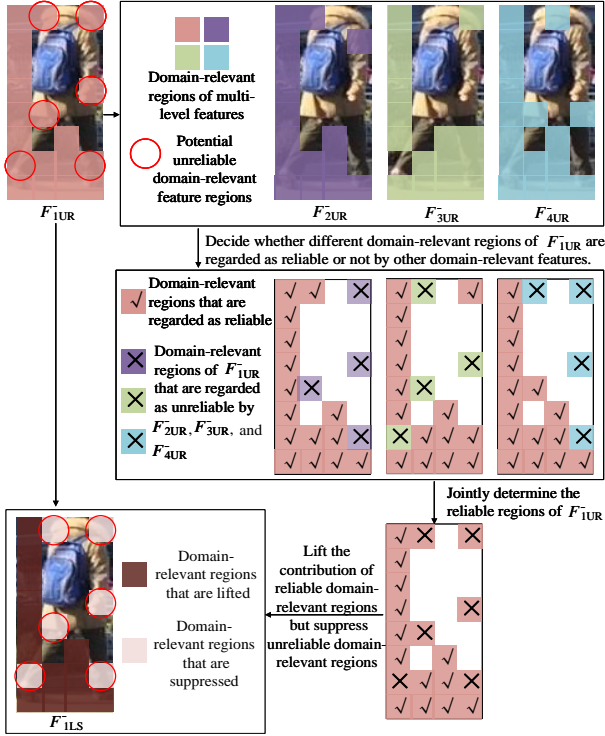 Domain-relevant
regions of multi-
level features
Potential
unreliable
domain-relevant
feature regions
F⁻1UR
F⁻2UR
F⁻3UR
F⁻4UR
Decide whether different domain-relevant regions of F⁻1UR are
regarded as reliable or not by other domain-relevant features.
Domain-relevant
regions that are
regarded as reliable
Domain-relevant
regions of F⁻1UR
that are regarded
as unreliable by
F⁻2UR, F⁻3UR, and
F⁻4UR
Jointly determine the
reliable regions of F⁻1UR
Lift the
contribution of
reliable domain-
relevant regions
but suppress
unreliable domain-
relevant regions
Domain-
relevant regions
that are lifted
Domain-
relevant regions
that are
suppressed
F⁻1LS